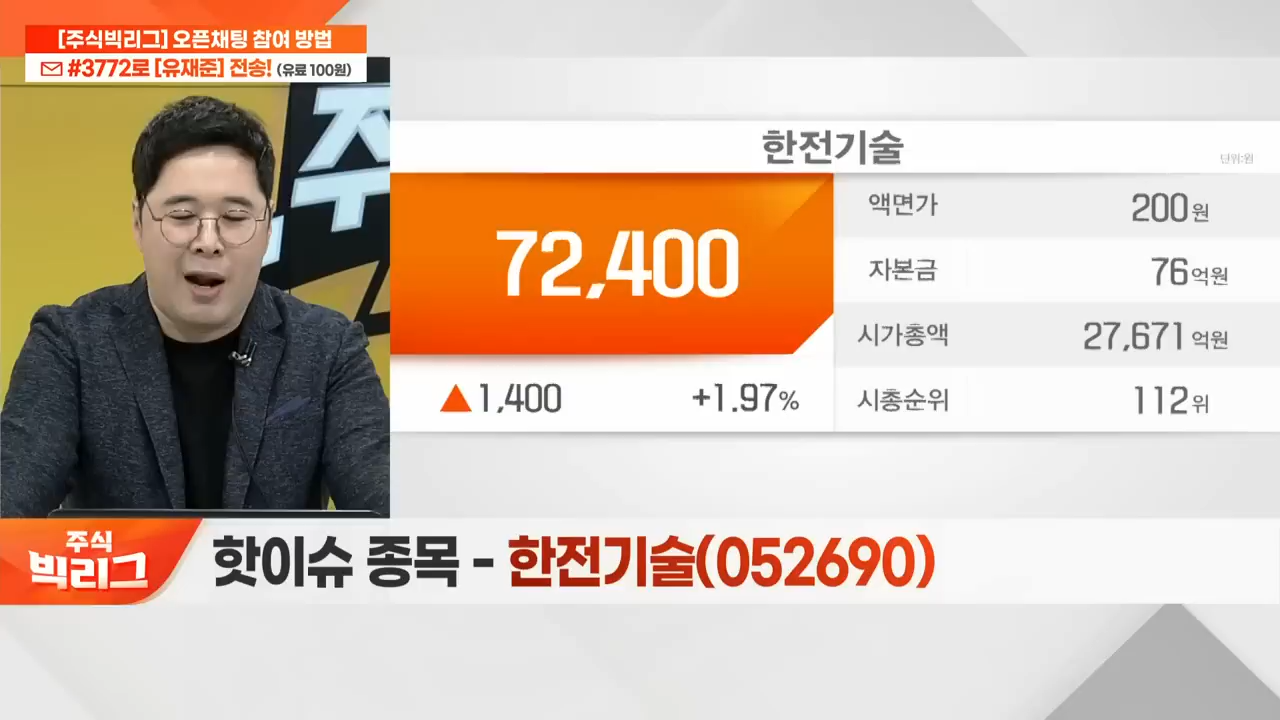 [주식빅리그] 오픈채팅 참여 방법
#3772로 [유재준] 전송! (유료 100원)
주
한전기술
단위:원
72,400
▲1,400 +1.97%
액면가 200원
자본금 76억원
시가총액 27,671억원
시총순위 112위
주식
빅리그
핫이슈 종목 - 한전기술(052690)